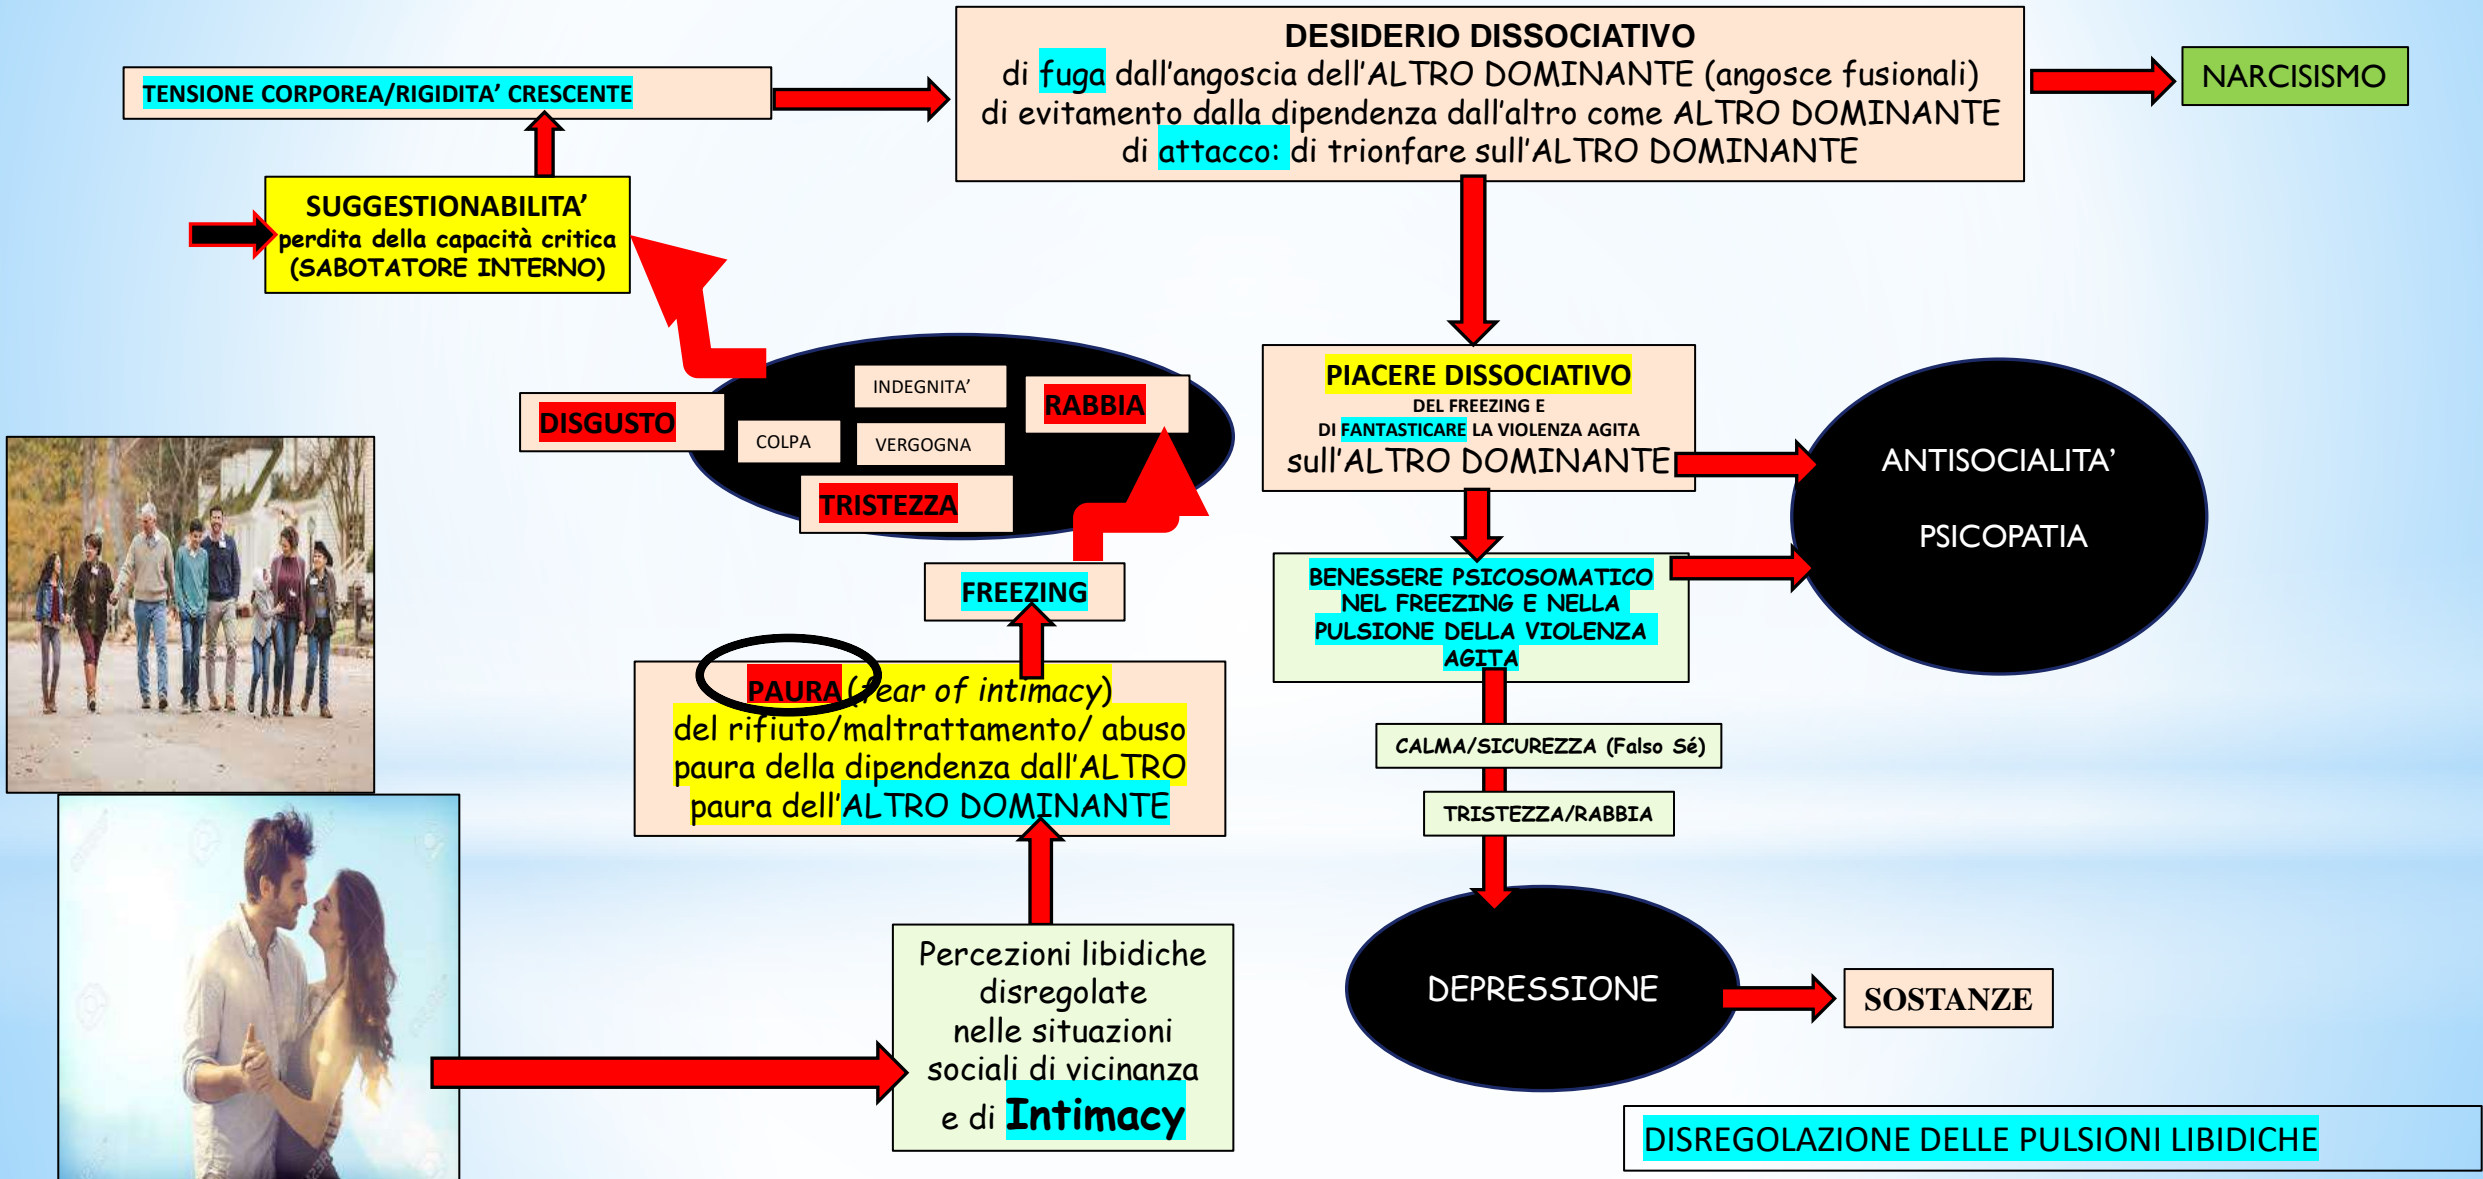 DESIDERIO DISSOCIATIVO
di fuga dall'angoscia dell'ALTRO DOMINANTE (angosce fusionali)
di evitamento dalla dipendenza dall'altro come ALTRO DOMINANTE
di attacco: di trionfare sull'ALTRO DOMINANTE
NARCISISMO
TENSIONE CORPOREA/RIGIDITA' CRESCENTE
SUGGESTIONABILITA'
perdita della capacità critica
(SABOTATORE INTERNO)
INDEGNITA'
RABBIA
DISGUSTO
COLPA
VERGOGNA
TRISTEZZA
PIACERE DISSOCIATIVO
DEL FREEZING E
DI FANTASTICARE LA VIOLENZA AGITA
sull'ALTRO DOMINANTE
ANTISOCIALITA'
PSICOPATIA
FREEZING
BENESSERE PSICOSOMATICO
NEL FREEZING E NELLA
PULSIONE DELLA VIOLENZA
AGITA
PAURA (fear of intimacy)
del rifiuto/maltrattamento/ abuso
paura della dipendenza dall'ALTRO
paura dell'ALTRO DOMINANTE
CALMA/SICUREZZA (Falso Sé)
TRISTEZZA/RABBIA
Percezioni libidiche
disregolate
nelle situazioni
sociali di vicinanza
e di Intimacy
DEPRESSIONE
SOSTANZE
DISREGOLAZIONE DELLE PULSIONI LIBIDICHE